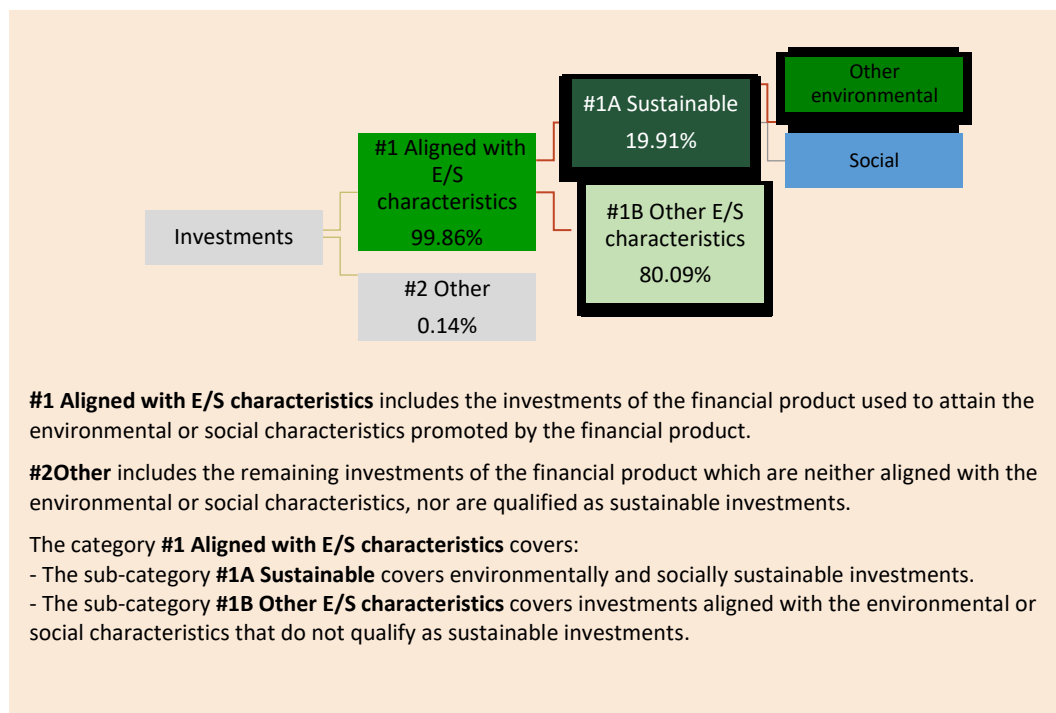 Investments
#1 Aligned with
E/S
characteristics
99.86%
#2 Other
0.14%
#1A Sustainable
19.91%
#1B Other E/S
characteristics
80.09%
Other
environmental
Social
#1 Aligned with E/S characteristics includes the investments of the financial product used to attain the
environmental or social characteristics promoted by the financial product.
#2Other includes the remaining investments of the financial product which are neither aligned with the
environmental or social characteristics, nor are qualified as sustainable investments.
The category #1 Aligned with E/S characteristics covers:
- The sub-category #1A Sustainable covers environmentally and socially sustainable investments.
- The sub-category #1B Other E/S characteristics covers investments aligned with the environmental or
social characteristics that do not qualify as sustainable investments.